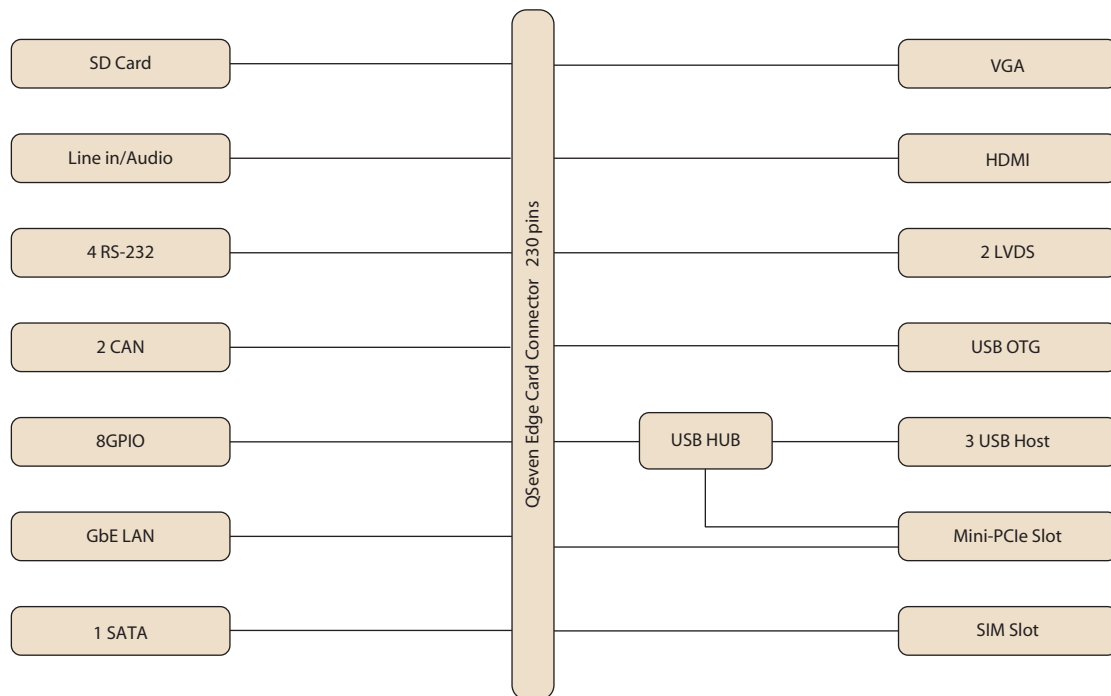 SD Card
Line in/Audio
4 RS-232
2 CAN
8GPIO
GbE LAN
1 SATA
QSeven Edge Card Connector 230 pins
USB HUB
VGA
HDMI
2 LVDS
USB OTG
3 USB Host
Mini-PCIe Slot
SIM Slot